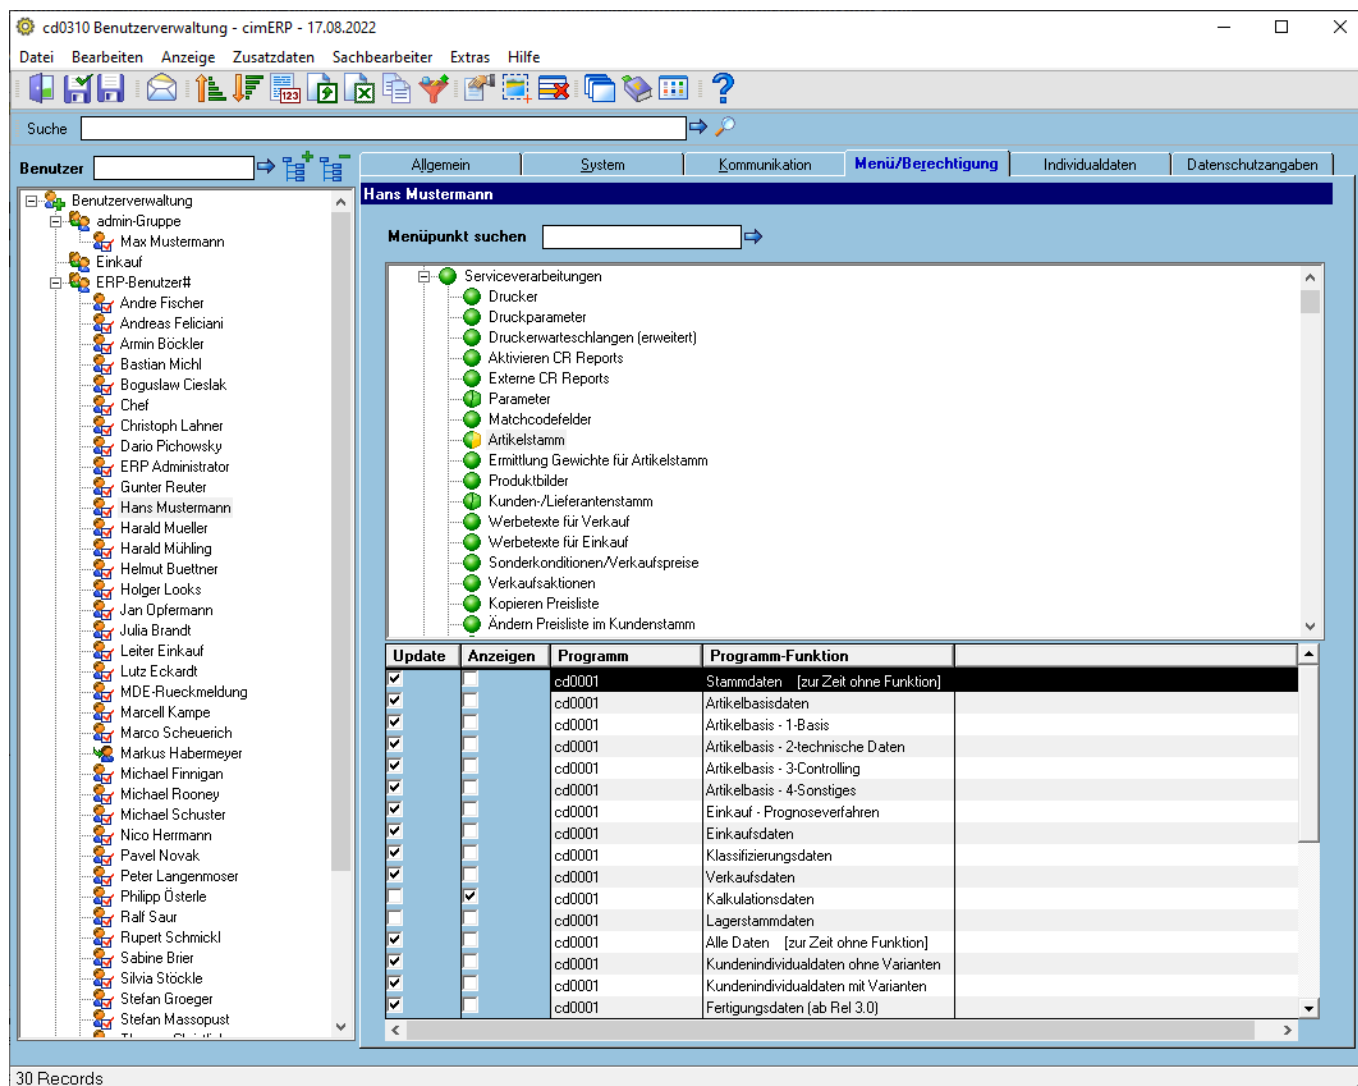 cd0310 Benutzerverwaltung - cimERP - 17.08.2022
Datei Bearbeiten Anzeige Zusatzdaten Sachbearbeiter Extras Hilfe
123
Suche
Benutzer
Allgemein System Kommunikation Menü/Berechtigung Individualdaten Datenschutzangaben
Benutzerverwaltung
admin-Gruppe
Max Mustermann
Einkauf
ERP-Benutzer#
Andre Fischer
Andreas Feliciani
Armin Böckler
Bastian Michl
Boguslaw Cieslak
Chef
Christoph Lahner
Dario Pichowsky
ERP Administrator
Gunter Reuter
Hans Mustermann
Harald Mueller
Harald Mühling
Helmut Buettner
Holger Looks
Jan Opfermann
Julia Brandt
Leiter Einkauf
Lutz Eckardt
MDE-Rueckmeldung
Marcell Kampe
Marco Scheuerich
Markus Habermeyer
Michael Finnigan
Michael Rooney
Michael Schuster
Nico Herrmann
Pavel Novak
Peter Langenmoser
Philipp Österle
Ralf Saur
Rupert Schmickl
Sabine Brier
Silvia Stöckle
Stefan Groeger
Stefan Massopust
Hans Mustermann
Menüpunkt suchen
Serviceverarbeitungen
Drucker
Druckparameter
Druckerwarteschlangen (erweitert)
Aktivieren CR Reports
Externe CR Reports
Parameter
Matchcodefelder
Artikelstamm
Ermittlung Gewichte für Artikelstamm
Produktbilder
Kunden-/Lieferantenstamm
Werbetexte für Verkauf
Werbetexte für Einkauf
Sonderkonditionen/Verkaufspreise
Verkaufsaktionen
Kopieren Preisliste
Ändern Preisliste im Kundenstamm
Update Anzeigen Programm Programm-Funktion
cd0001 Stammdaten [zur Zeit ohne Funktion]
cd0001 Artikelbasisdaten
cd0001 Artikelbasis - 1-Basis
cd0001 Artikelbasis - 2-technische Daten
cd0001 Artikelbasis - 3-Controlling
cd0001 Artikelbasis - 4-Sonstiges
cd0001 Einkauf - Prognoseverfahren
cd0001 Einkaufsdaten
cd0001 Klassifizierungsdaten
cd0001 Verkaufsdaten
cd0001 Kalkulationsdaten
cd0001 Lagerstammdaten
cd0001 Alle Daten [zur Zeit ohne Funktion]
cd0001 Kundenindividualdaten ohne Varianten
cd0001 Kundenindividualdaten mit Varianten
cd0001 Fertigungsdaten (ab Rel 3.0)
30 Records